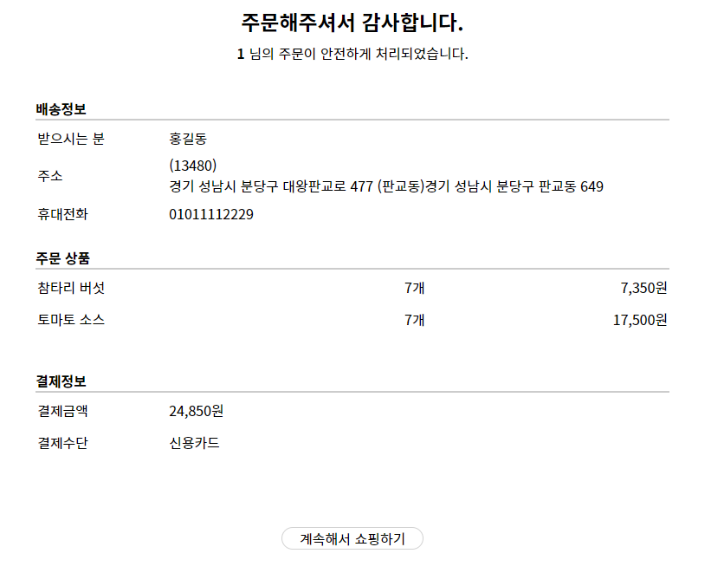 주문해주셔서 감사합니다.
1 님의 주문이 안전하게 처리되었습니다.
배송정보
받으시는 분 홍길동
주소 (13480)
경기 성남시 분당구 대왕판교로 477 (판교동)경기 성남시 분당구 판교동 649
휴대전화 01011112229
주문 상품
참타리 버섯 7개 7,350원
토마토 소스 7개 17,500원
결제정보
결제금액 24,850원
결제수단 신용카드
계속해서 쇼핑하기